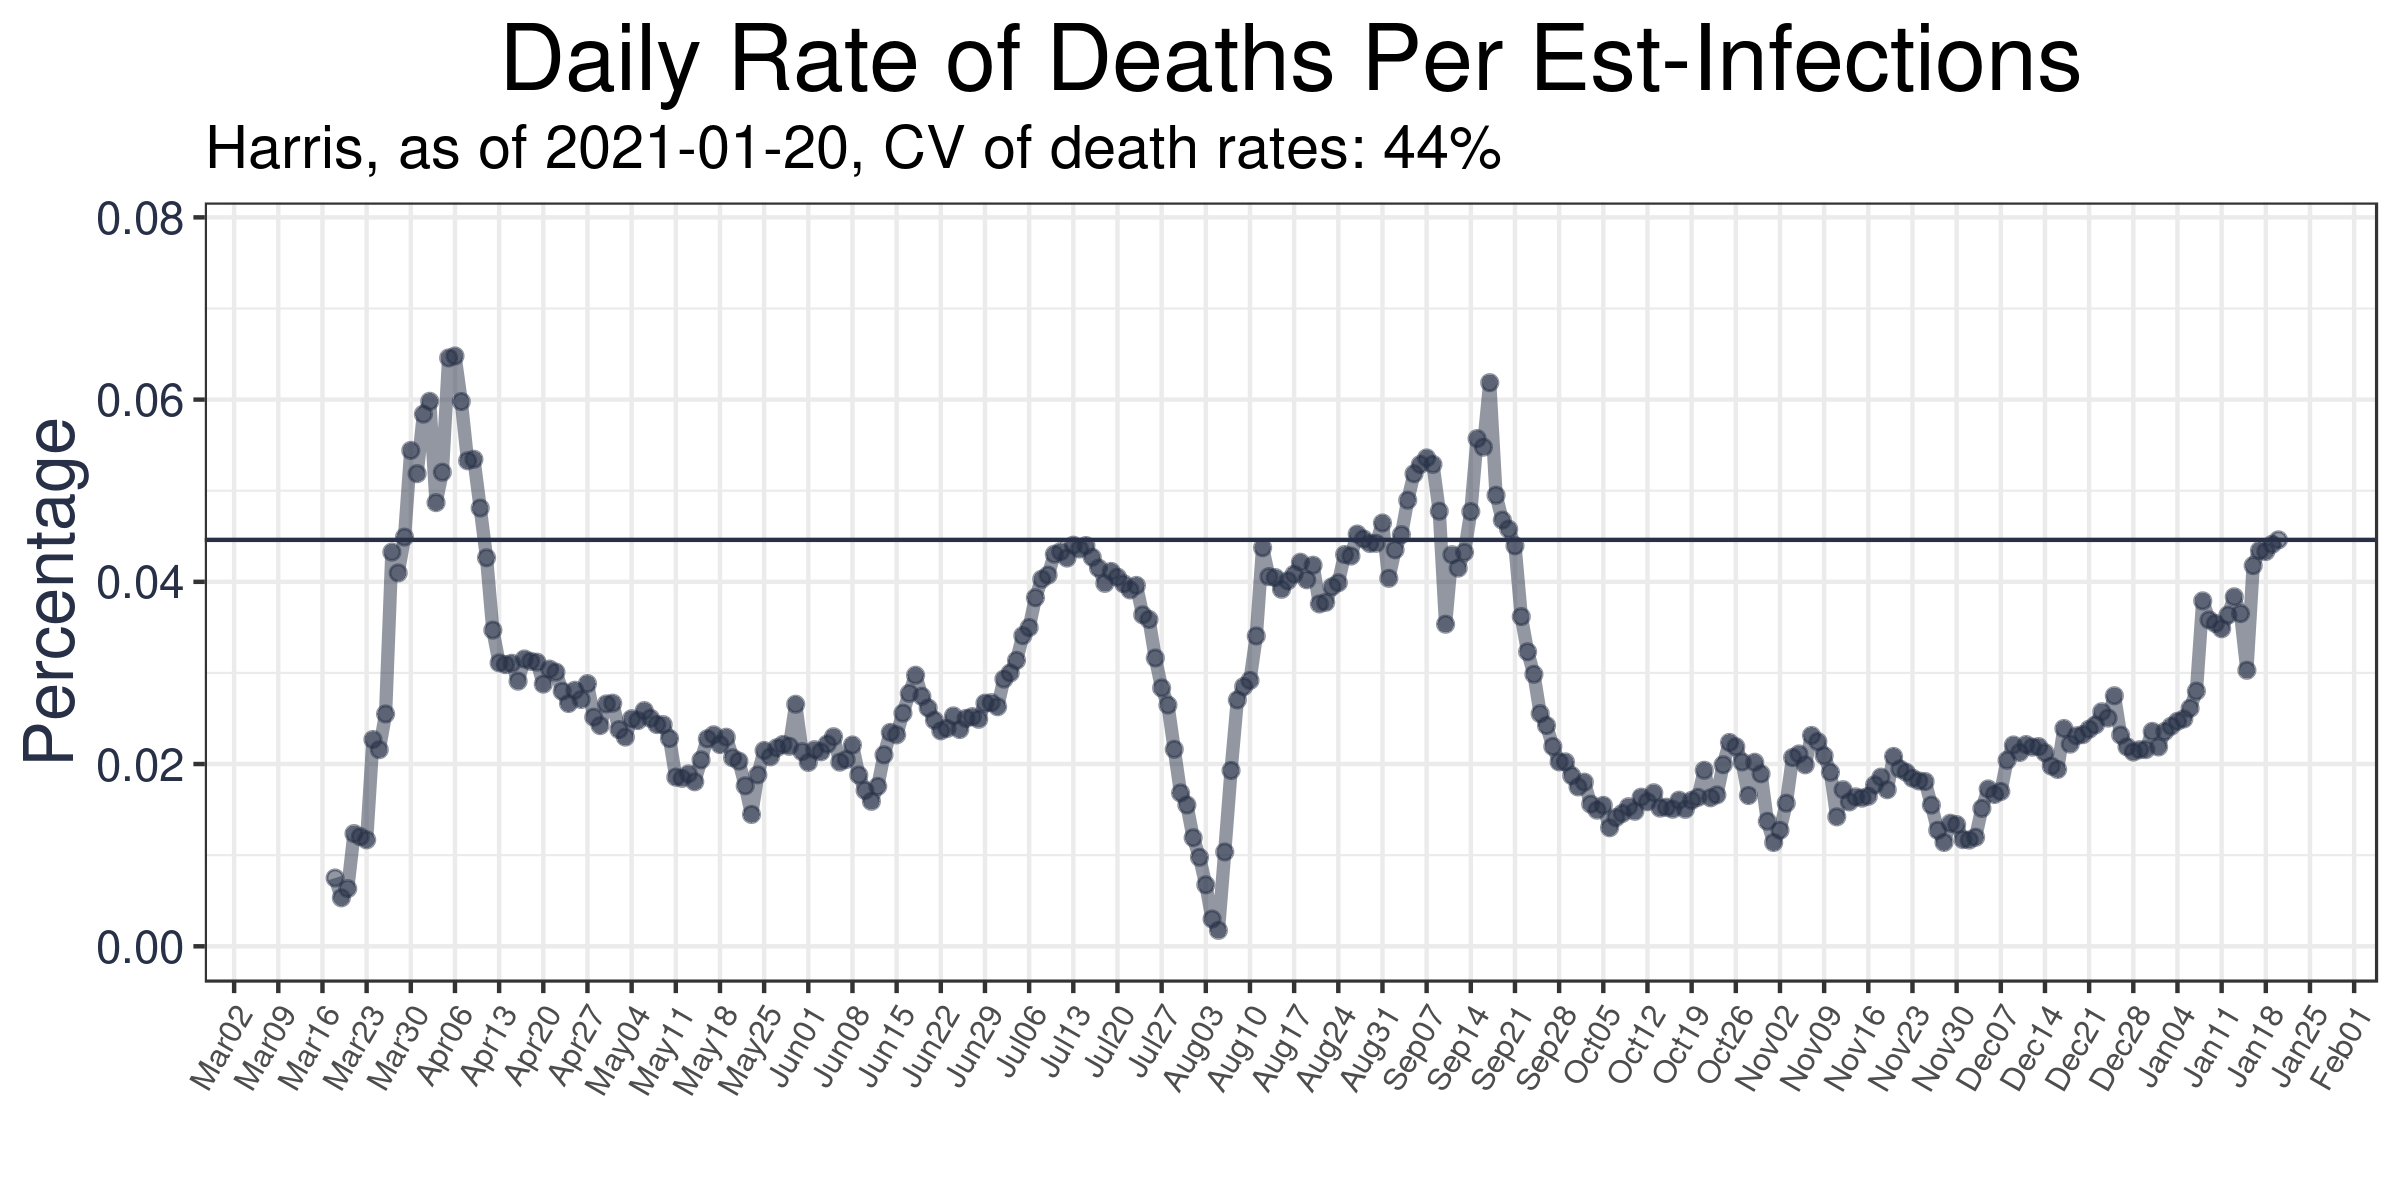 Daily Rate of Deaths Per Est-Infections
Harris, as of 2021-01-20, CV of death rates: 44%
Percentage
0.08
0.06
0.04
0.02
0.00
Mar02
Mar09
Mar16
Mar23
Mar30
Apr06
Apr13
Apr20
Apr27
May04
May11
May18
May25
Jun01
Jun08
Jun15
Jun22
Jun29
Jul06
Jul13
Jul20
Jul27
Aug03
Aug10
Aug17
Aug24
Aug31
Sep07
Sep14
Sep21
Sep28
Oct05
Oct12
Oct19
Oct26
Nov02
Nov09
Nov16
Nov23
Nov30
Dec07
Dec14
Dec21
Dec28
Jan04
Jan11
Jan18
Jan25
Feb01